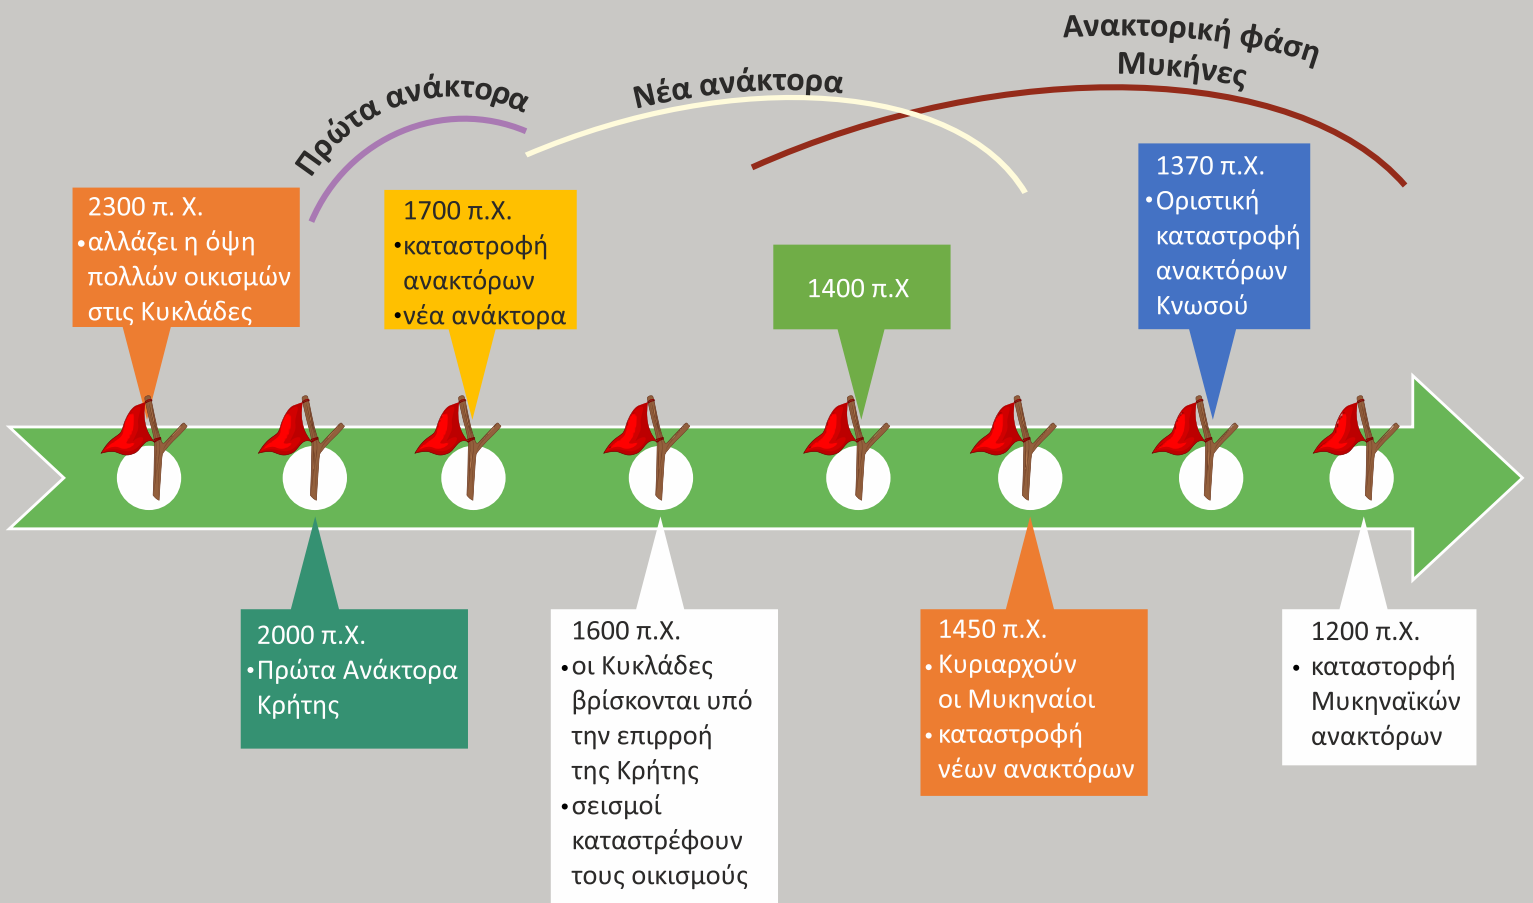 Ανακτορική φάση
Μυκήνες
Πρώτα ανάκτορα
Νέα ανάκτορα
2300 π. Χ.
•αλλάζει η όψη
πολλών οικισμών
στις Κυκλάδες
1700 π.Χ.
•καταστροφή
ανακτόρων
•νέα ανάκτορα
1400 π.Χ
1370 π.Χ.
•Οριστική
καταστροφή
ανακτόρων
Κνωσού
2000 π.Χ.
•Πρώτα Ανάκτορα
Κρήτης
1600 π.Χ.
•οι Κυκλάδες
βρίσκονται υπό
την επιρροή
της Κρήτης
•σεισμοί
καταστρέφουν
τους οικισμούς
1450 π.Χ.
• Κυριαρχούν
οι Μυκηναίοι
• καταστροφή
νέων ανακτόρων
1200 π.Χ.
• καταστορφή
Μυκηναϊκών
ανακτόρων